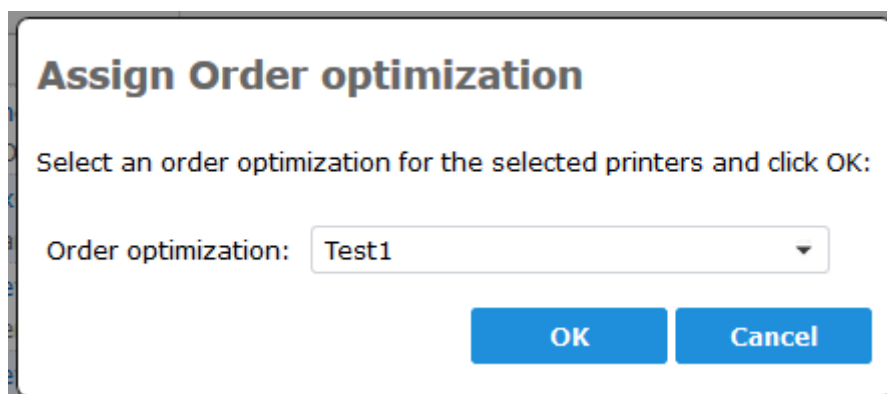 Assign Order optimization
Select an order optimization for the selected printers and click OK:
Order optimization: Test1
OK Cancel